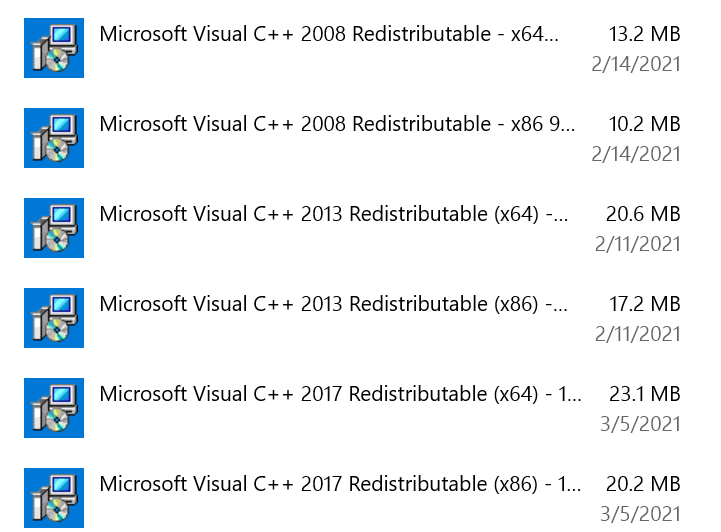 Microsoft Visual C++ 2008 Redistributable - x64... 13.2 MB
2/14/2021
Microsoft Visual C++ 2008 Redistributable - x86 9... 10.2 MB
2/14/2021
Microsoft Visual C++ 2013 Redistributable (x64) -... 20.6 MB
2/11/2021
Microsoft Visual C++ 2013 Redistributable (x86) -... 17.2 MB
2/11/2021
Microsoft Visual C++ 2017 Redistributable (x64) - 1... 23.1 MB
3/5/2021
Microsoft Visual C++ 2017 Redistributable (x86) - 1... 20.2 MB
3/5/2021